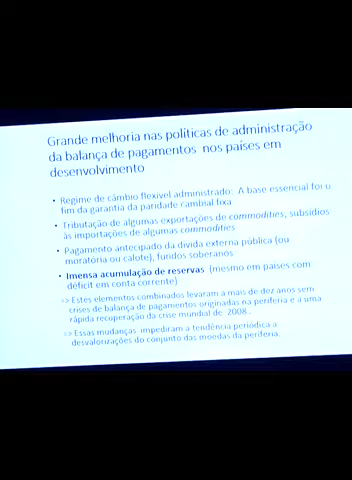 Grande melhoria nas políticas de administração
da balança de pagamentos nos países em
desenvolvimento
• Regime de câmbio flexível administrado: A base essencial foi o
fim da garantia da paridade cambial fixa
• Tributação de algumas exportações de commodities, subsídios
às importações de algumas commodities
• Pagamento antecipado da dívida externa pública (ou
moratória ou calote), fundos soberanos
• Imensa acumulação de reservas (mesmo em países com
déficit em conta corrente)
=> Estes elementos combinados levaram a mais de dez anos sem
crises de balança de pagamentos originadas na periferia e a uma
rápida recuperação da crise mundial de 2008.
=> Essas mudanças impediram a tendência periódica a
desvalorizações do conjunto das moedas da periferia.